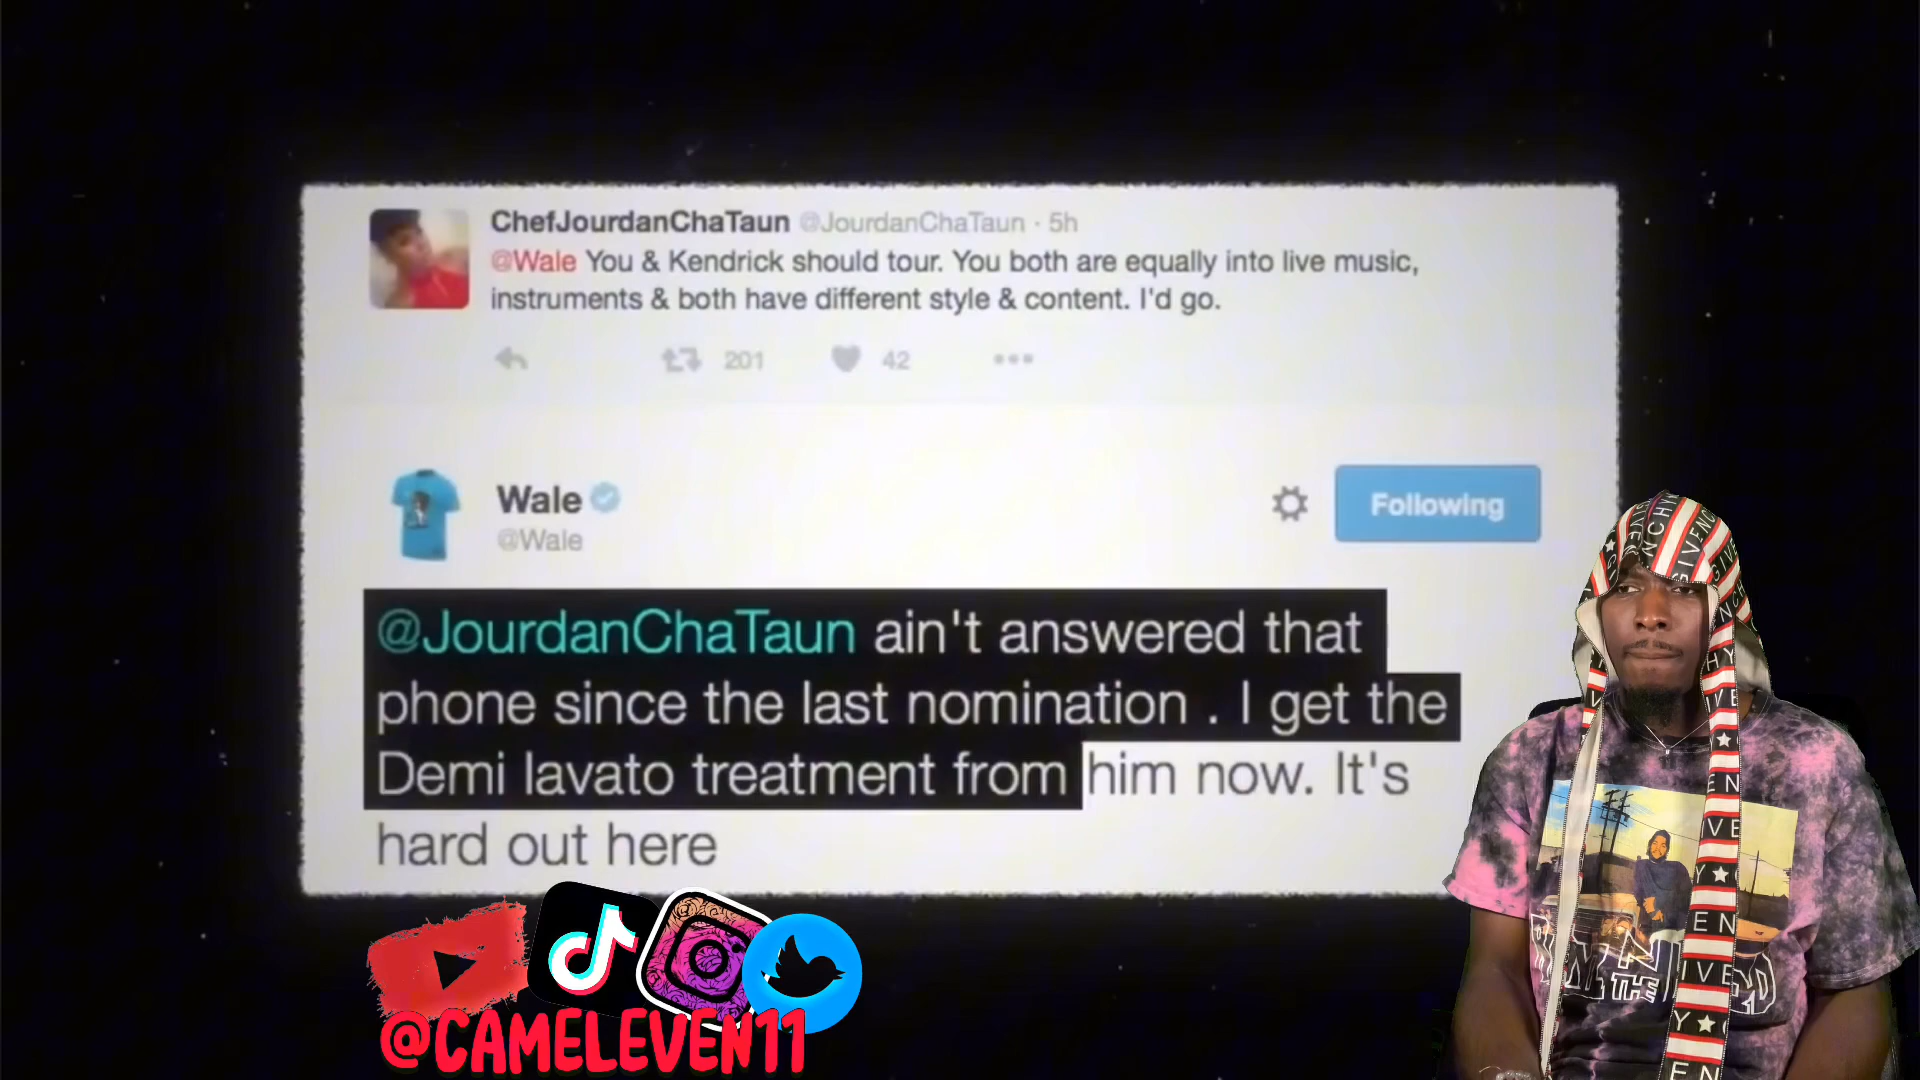 ChefJourdanChaTaun @JourdanChaTaun · 5h
@Wale You & Kendrick should tour. You both are equally into live music,
instruments & both have different style & content. I'd go.
201 42
Wale
@Wale
Following
@JourdanChaTaun ain't answered that
phone since the last nomination . I get the
Demi lavato treatment from him now. It's
hard out here
@CAMELEVEN11
GIVENCHY